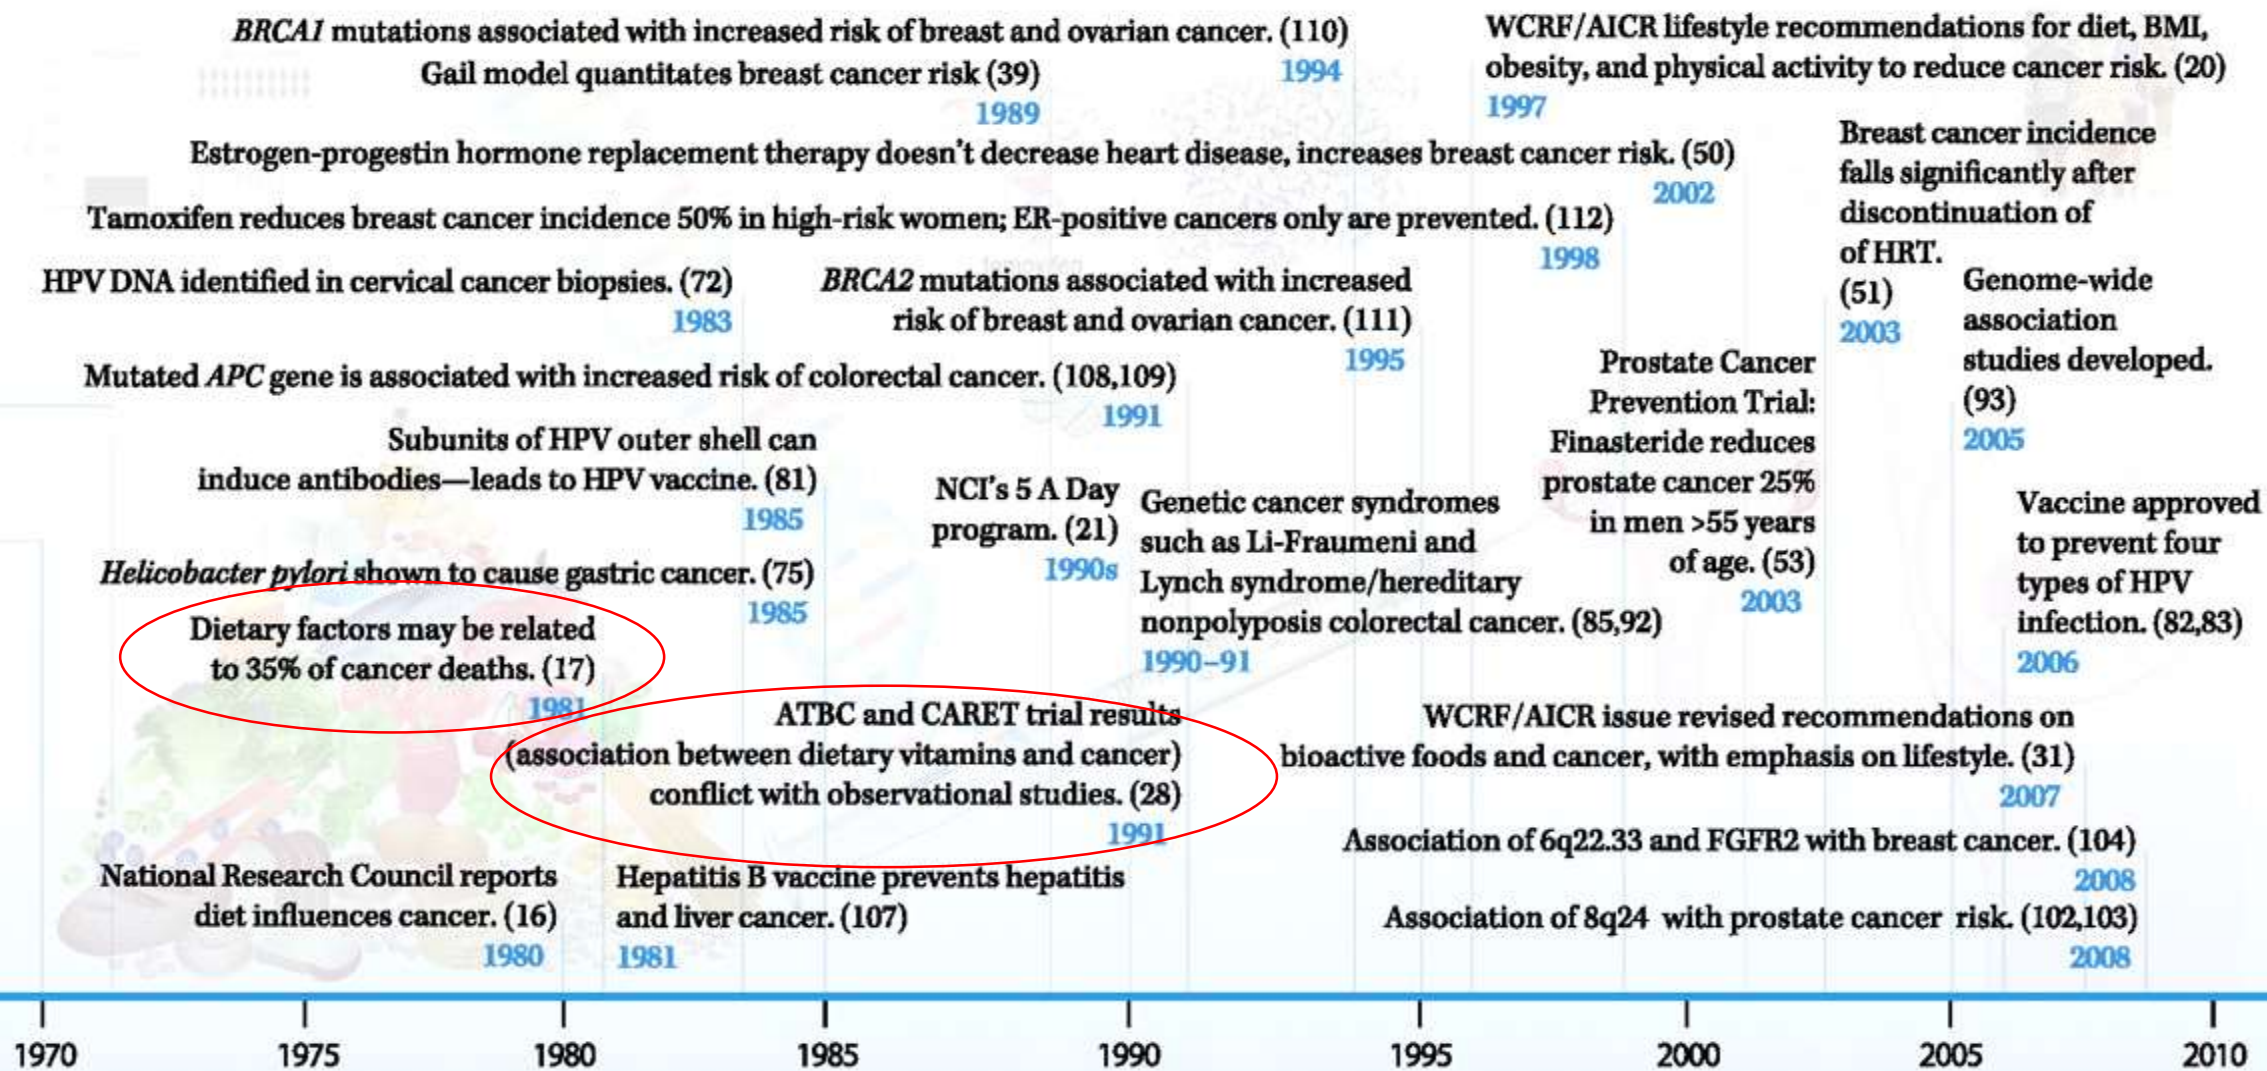 BRCA1 mutations associated with increased risk of breast and ovarian cancer. (110)
1994
Gail model quantitates breast cancer risk (39)
1989
WCRF/AICR lifestyle recommendations for diet, BMI,
obesity, and physical activity to reduce cancer risk. (20)
1997
Estrogen-progestin hormone replacement therapy doesn't decrease heart disease, increases breast cancer risk. (50)
2002
Breast cancer incidence
falls significantly after
discontinuation of
of HRT.
(51)
2003
Tamoxifen reduces breast cancer incidence 50% in high-risk women; ER-positive cancers only are prevented. (112)
1998
HPV DNA identified in cervical cancer biopsies. (72)
1983
BRCA2 mutations associated with increased
risk of breast and ovarian cancer. (111)
1995
Genome-wide
association
studies developed.
(93)
2005
Mutated APC gene is associated with increased risk of colorectal cancer. (108,109)
1991
Prostate Cancer
Prevention Trial:
Finasteride reduces
prostate cancer 25%
in men >55 years
of age. (53)
2003
Subunits of HPV outer shell can
induce antibodies—leads to HPV vaccine. (81)
1985
NCI's 5 A Day
program. (21)
1990s
Genetic cancer syndromes
such as Li-Fraumeni and
Lynch syndrome/hereditary
nonpolyposis colorectal cancer. (85,92)
1990–91
Vaccine approved
to prevent four
types of HPV
infection. (82,83)
2006
Helicobacter pylori shown to cause gastric cancer. (75)
1985
Dietary factors may be related
to 35% of cancer deaths. (17)
1981
ATBC and CARET trial results
(association between dietary vitamins and cancer)
conflict with observational studies. (28)
1991
WCRF/AICR issue revised recommendations on
bioactive foods and cancer, with emphasis on lifestyle. (31)
2007
Association of 6q22.33 and FGFR2 with breast cancer. (104)
2008
National Research Council reports
diet influences cancer. (16)
1980
Hepatitis B vaccine prevents hepatitis
and liver cancer. (107)
1981
Association of 8q24 with prostate cancer risk. (102,103)
2008
1970 1975 1980 1985 1990 1995 2000 2005 2010